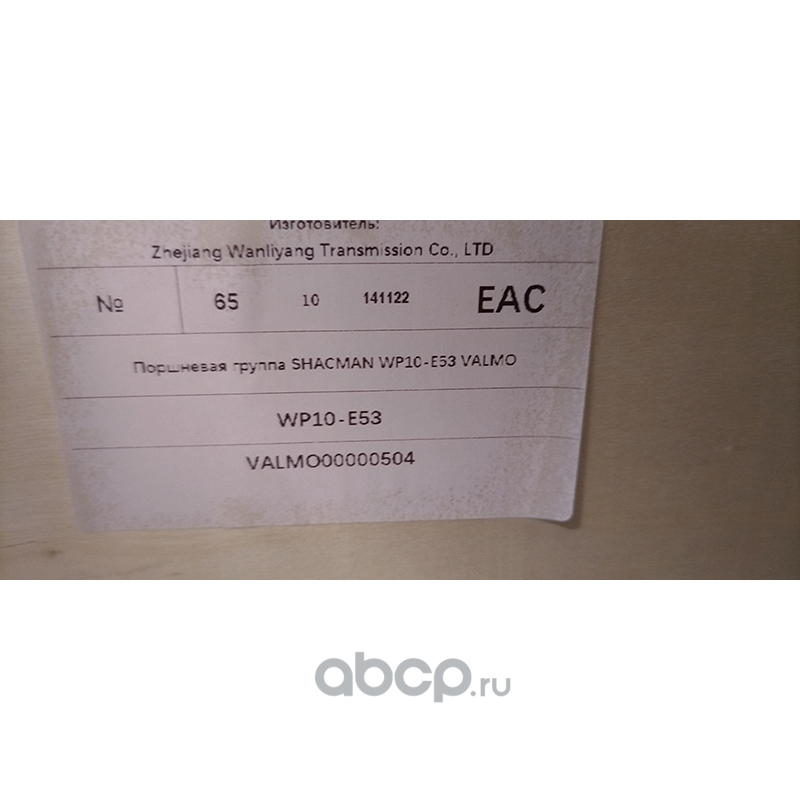 Изготовитель:
Zhejiang Wanliyang Transmission Co., LTD
№ 65 10 141122 EAC
Поршневая группа SHACMAN WP10-E53 VALMO
WP10-E53
VALMO00000504
abcp.ru